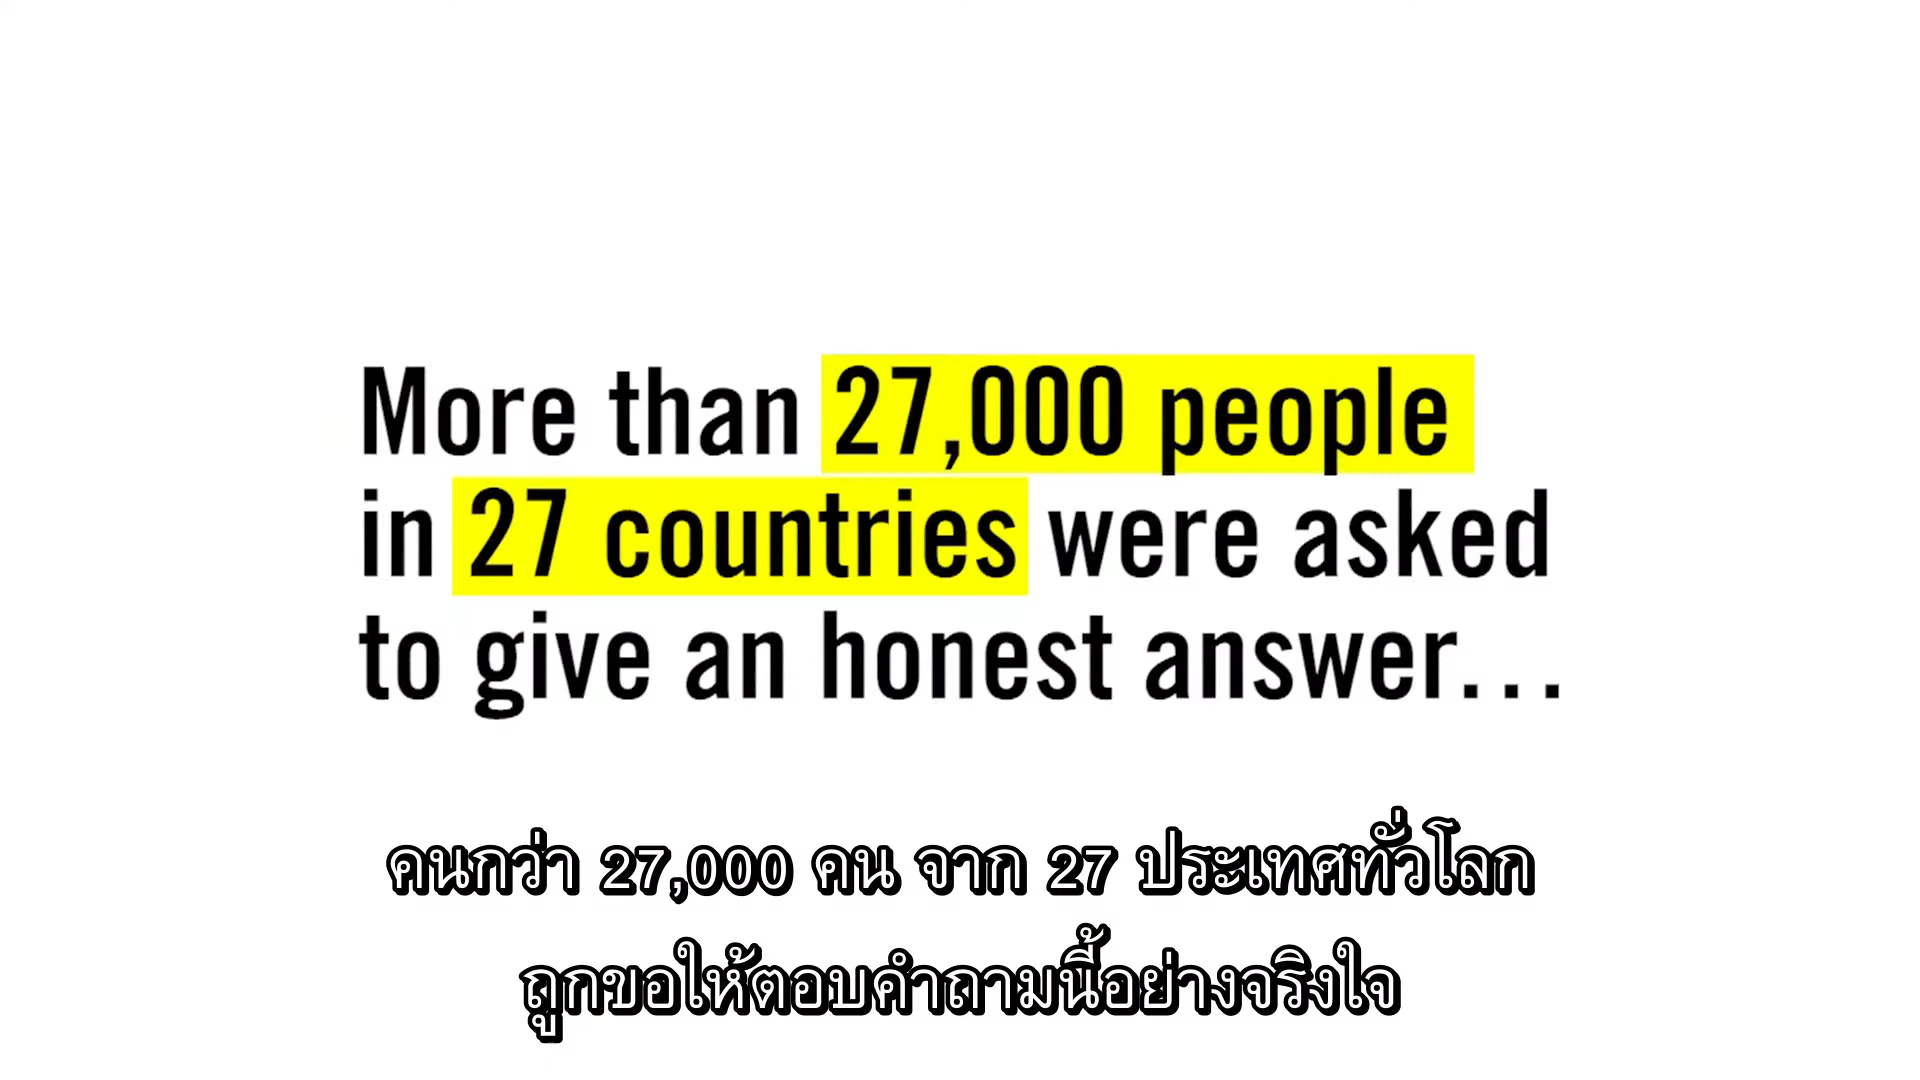 More than 27,000 people
in 27 countries were asked
to give an honest answer...
คนกว่า 27,000 คน จาก 27 ประเทศทั่วโลก
ถูกขอให้ตอบคำถามนี้อย่างจริงใจ